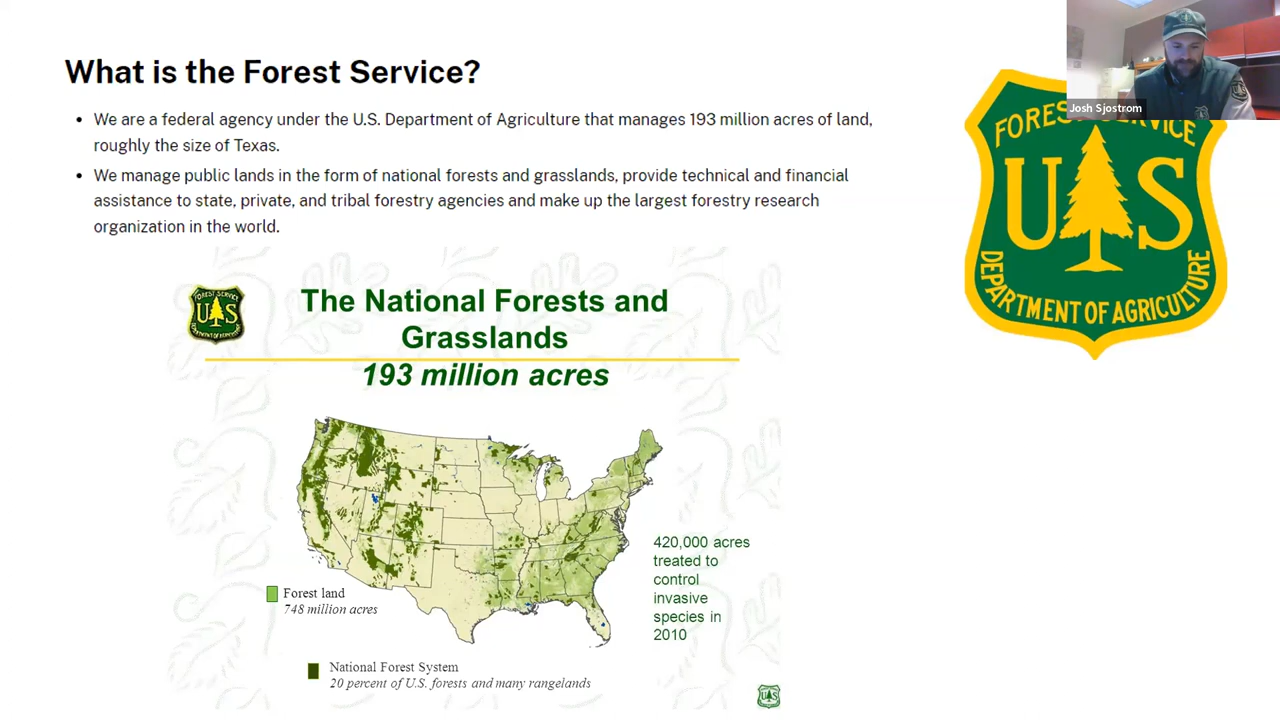 What is the Forest Service?
• We are a federal agency under the U.S. Department of Agriculture that manages 193 million acres of land,
roughly the size of Texas.
• We manage public lands in the form of national forests and grasslands, provide technical and financial
assistance to state, private, and tribal forestry agencies and make up the largest forestry research
organization in the world.
Josh Sjostrom
FOREST SERVICE
U S
DEPARTMENT OF AGRICULTURE
FOREST SERVICE
U S
DEPARTMENT OF AGRICULTURE
The National Forests and
Grasslands
193 million acres
420,000 acres
treated to
control
invasive
species in
2010
Forest land
748 million acres
National Forest System
20 percent of U.S. forests and many rangelands
U S